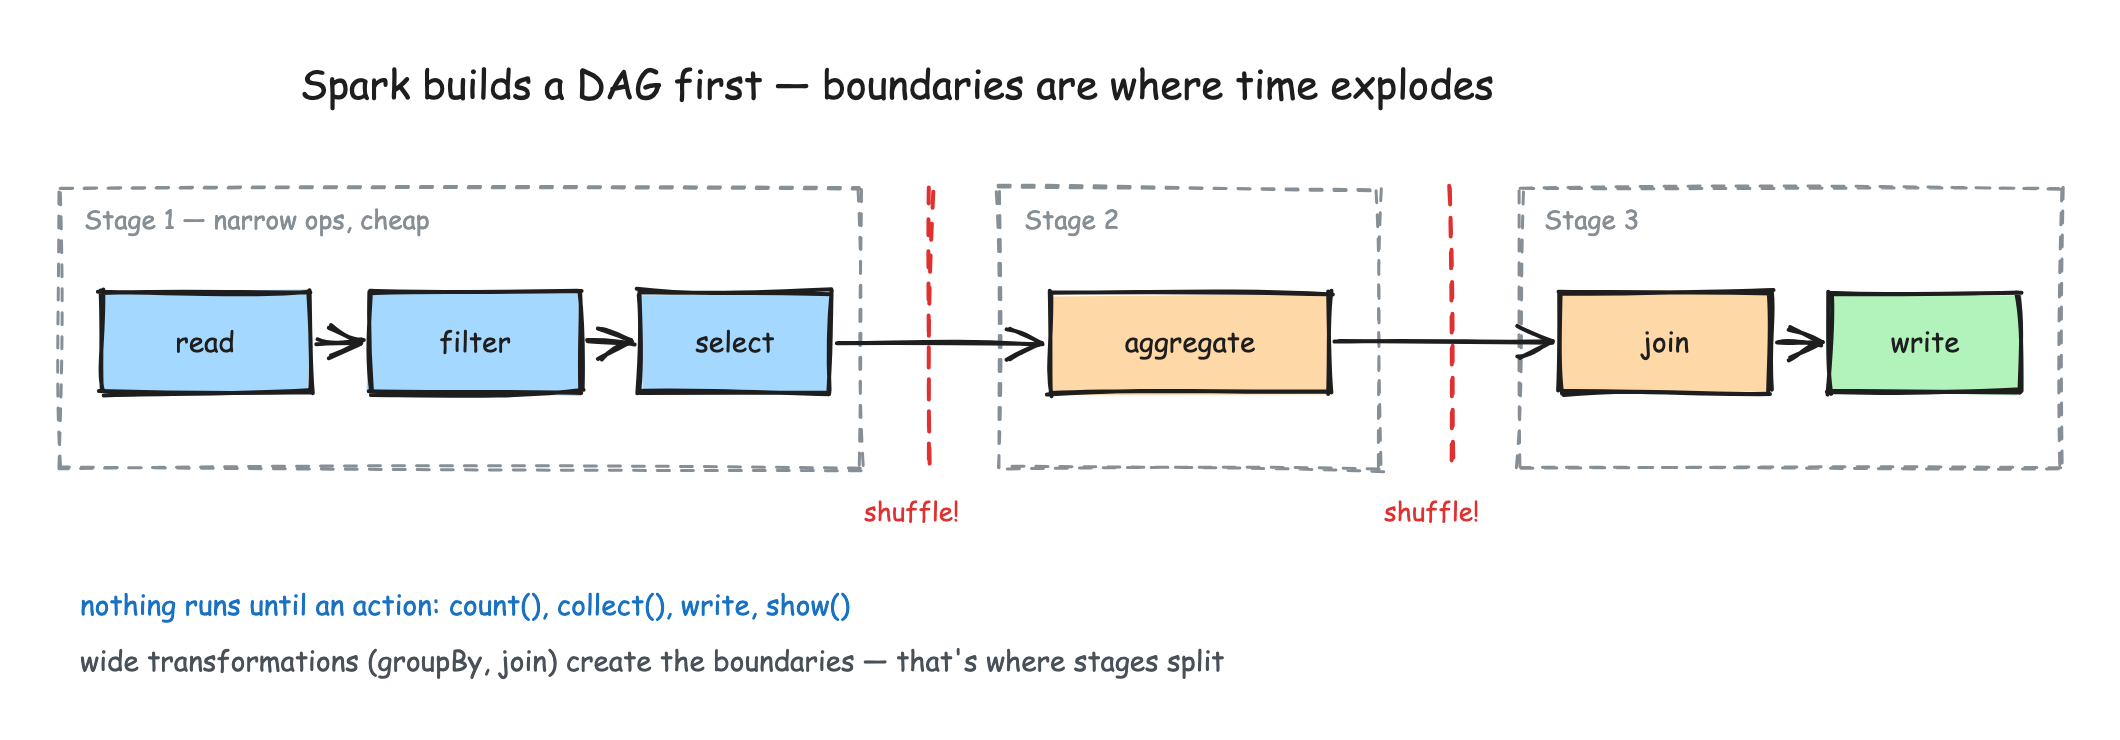 Spark builds a DAG first — boundaries are where time explodes
Stage 1 — narrow ops, cheap
Stage 2
Stage 3
read
filter
select
aggregate
join
write
shuffle!
shuffle!
nothing runs until an action: count(), collect(), write, show()
wide transformations (groupBy, join) create the boundaries — that's where stages split